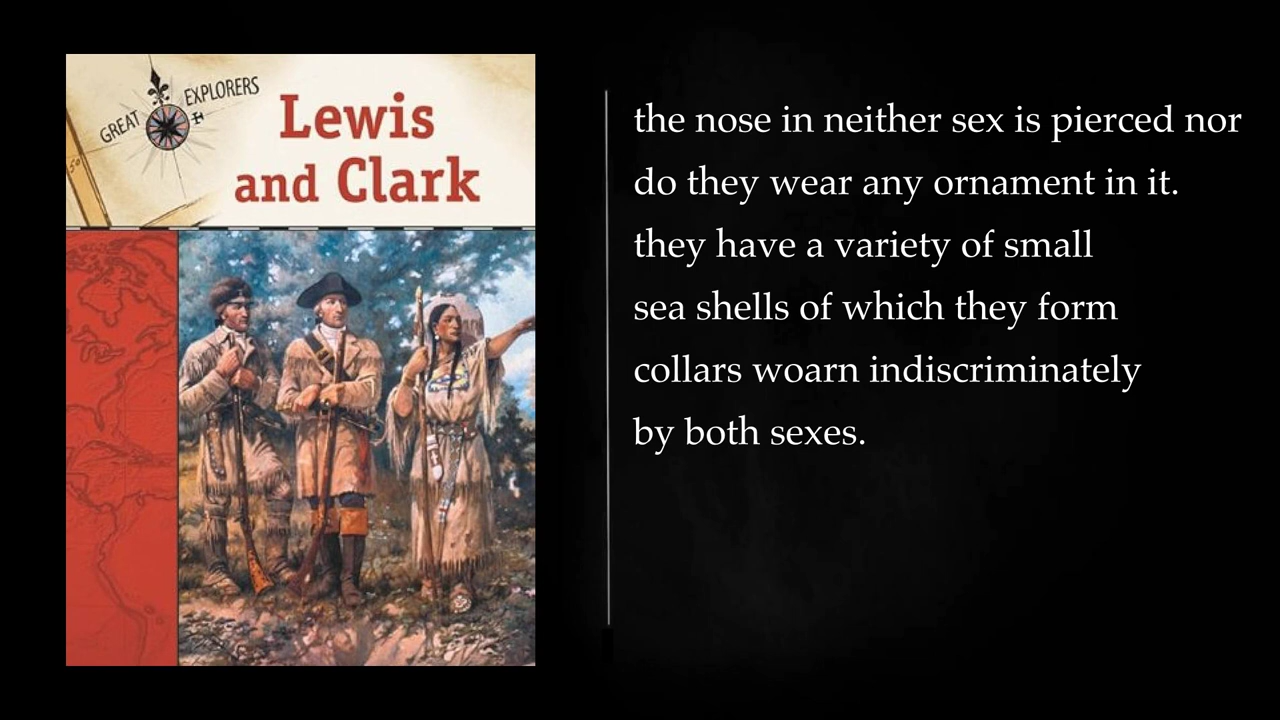 GREAT EXPLORERS
Lewis
and Clark
50
the nose in neither sex is pierced nor
do they wear any ornament in it.
they have a variety of small
sea shells of which they form
collars woarn indiscriminately
by both sexes.